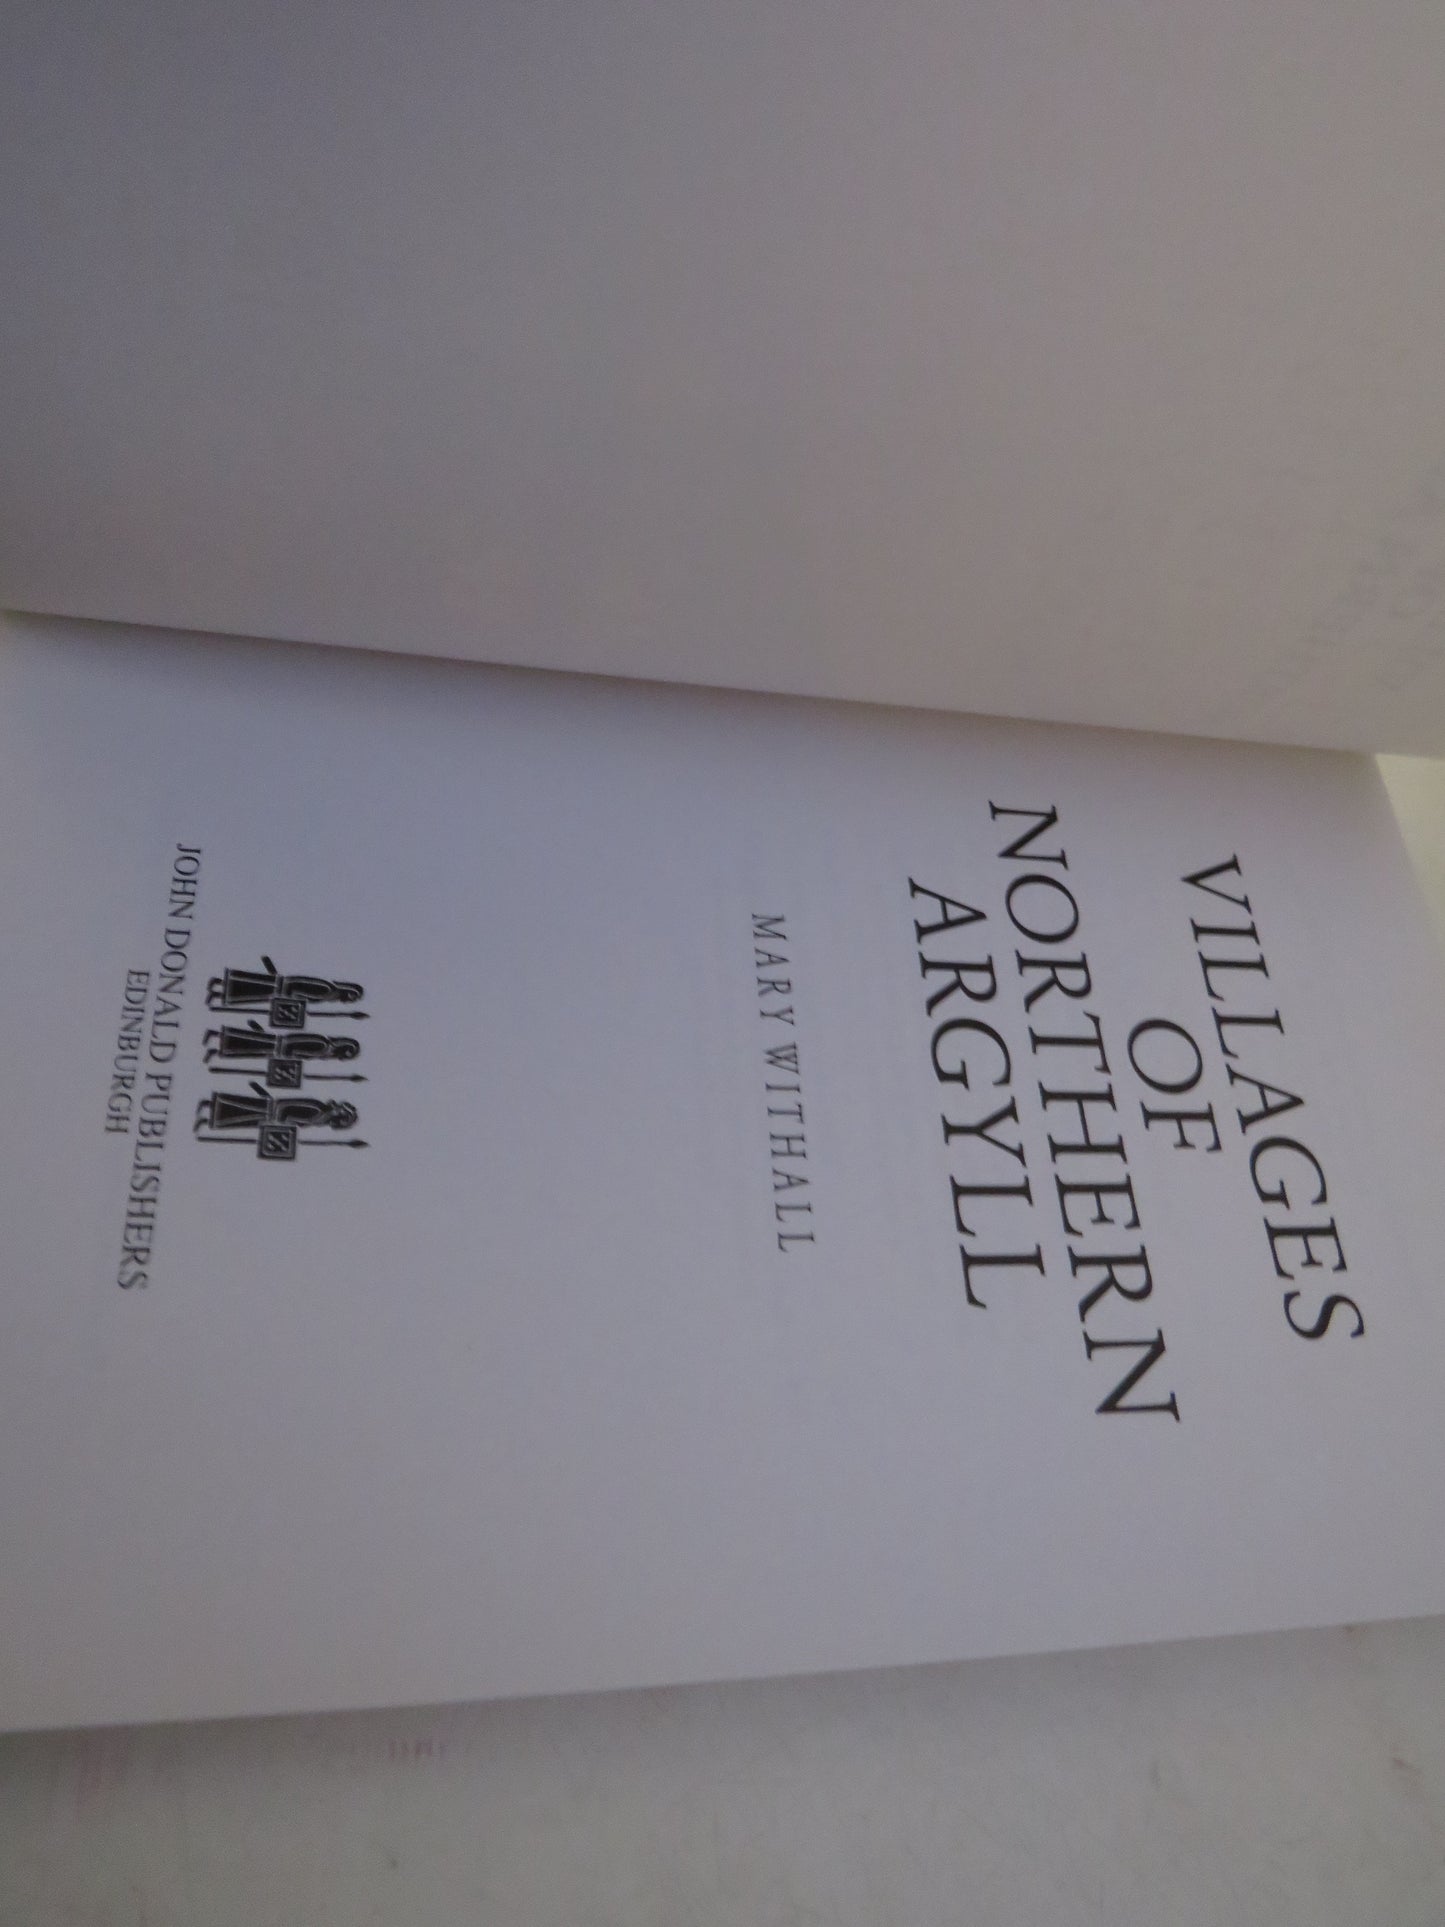 VILLAGES
OF
NORTHERN
ARGYLL
MARY WITHALL
JOHN DONALD PUBLISHERS
EDINBURGH